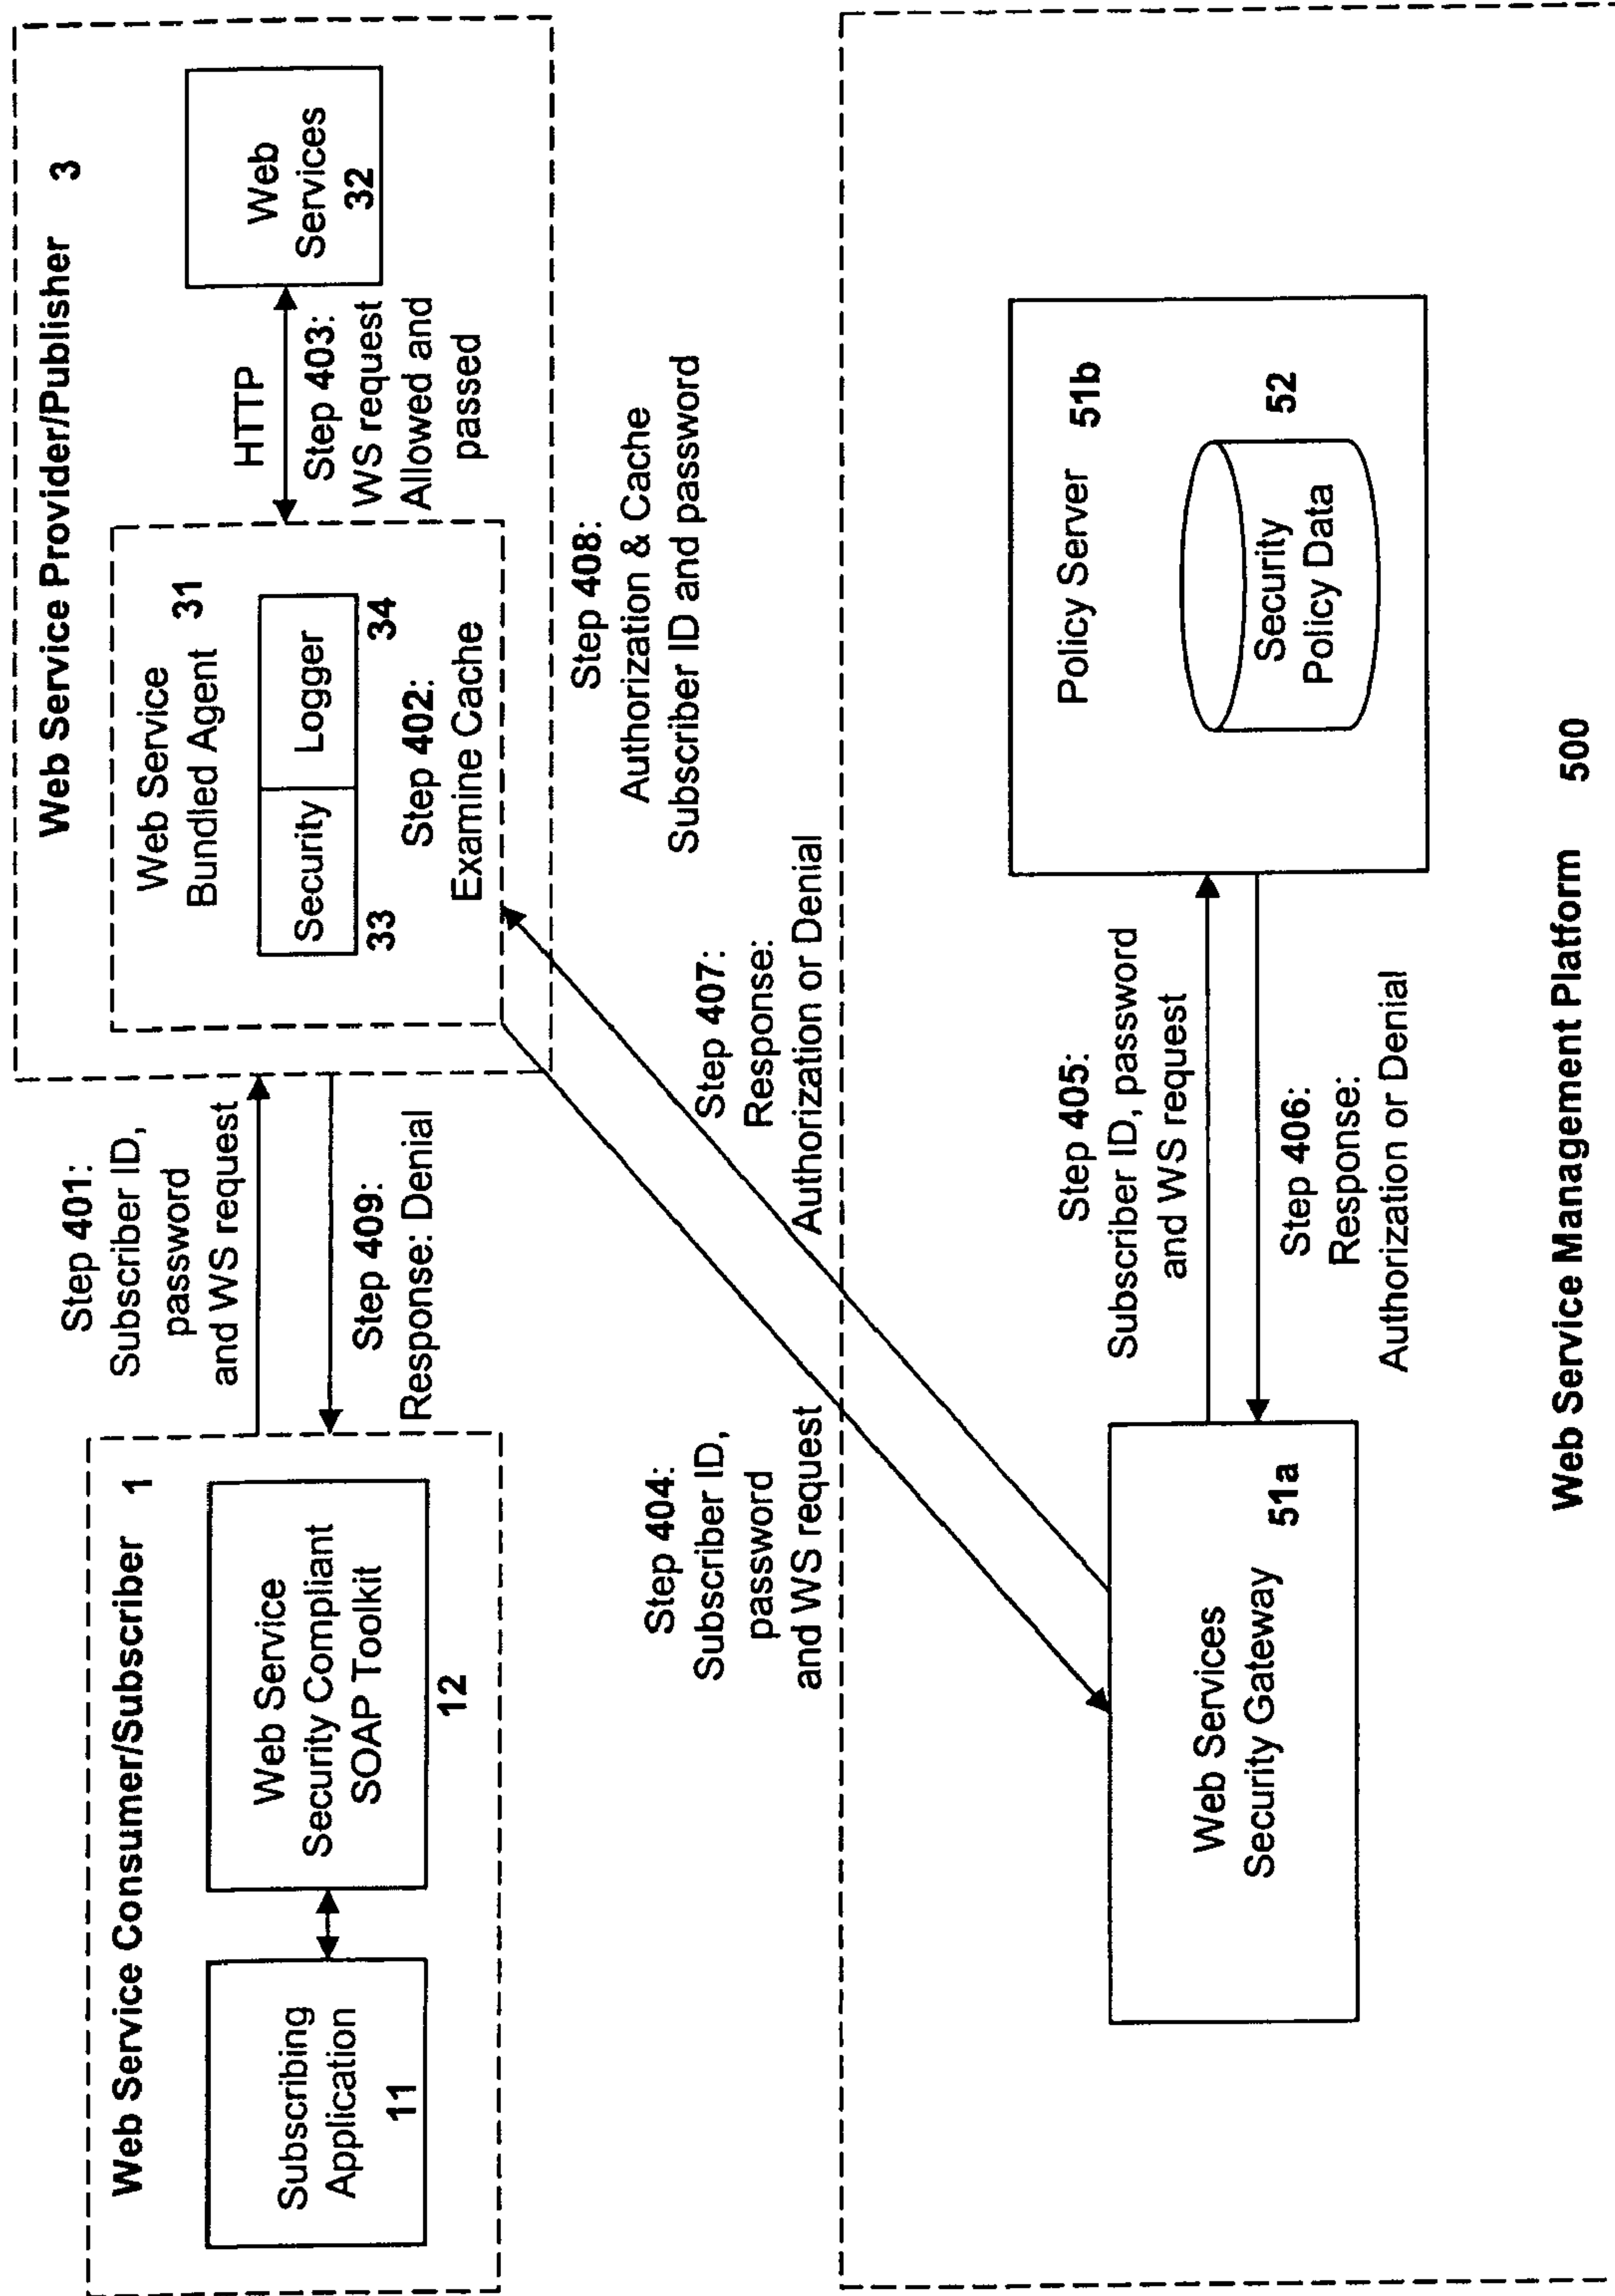 Web Service Consumer/Subscriber 1
Subscribing
Application
11
Web Service
Security Compliant
SOAP Toolkit
12
Step 401:
Subscriber ID,
password
and WS request
Step 409:
Response: Denial
Web Service Provider/Publisher 3
Web Service
Bundled Agent 31
Security
Logger
33
34
Step 402:
Examine Cache
HTTP
Step 403:
WS request
Allowed and
passed
Web
Services
32
Step 404:
Subscriber ID,
password
and WS request
Step 407:
Response:
Authorization or Denial
Step 408:
Authorization & Cache
Subscriber ID and password
Web Services
Security Gateway
51a
Step 405:
Subscriber ID, password
and WS request
Step 406:
Response:
Authorization or Denial
Policy Server 51b
Security
Policy Data
52
Web Service Management Platform 500